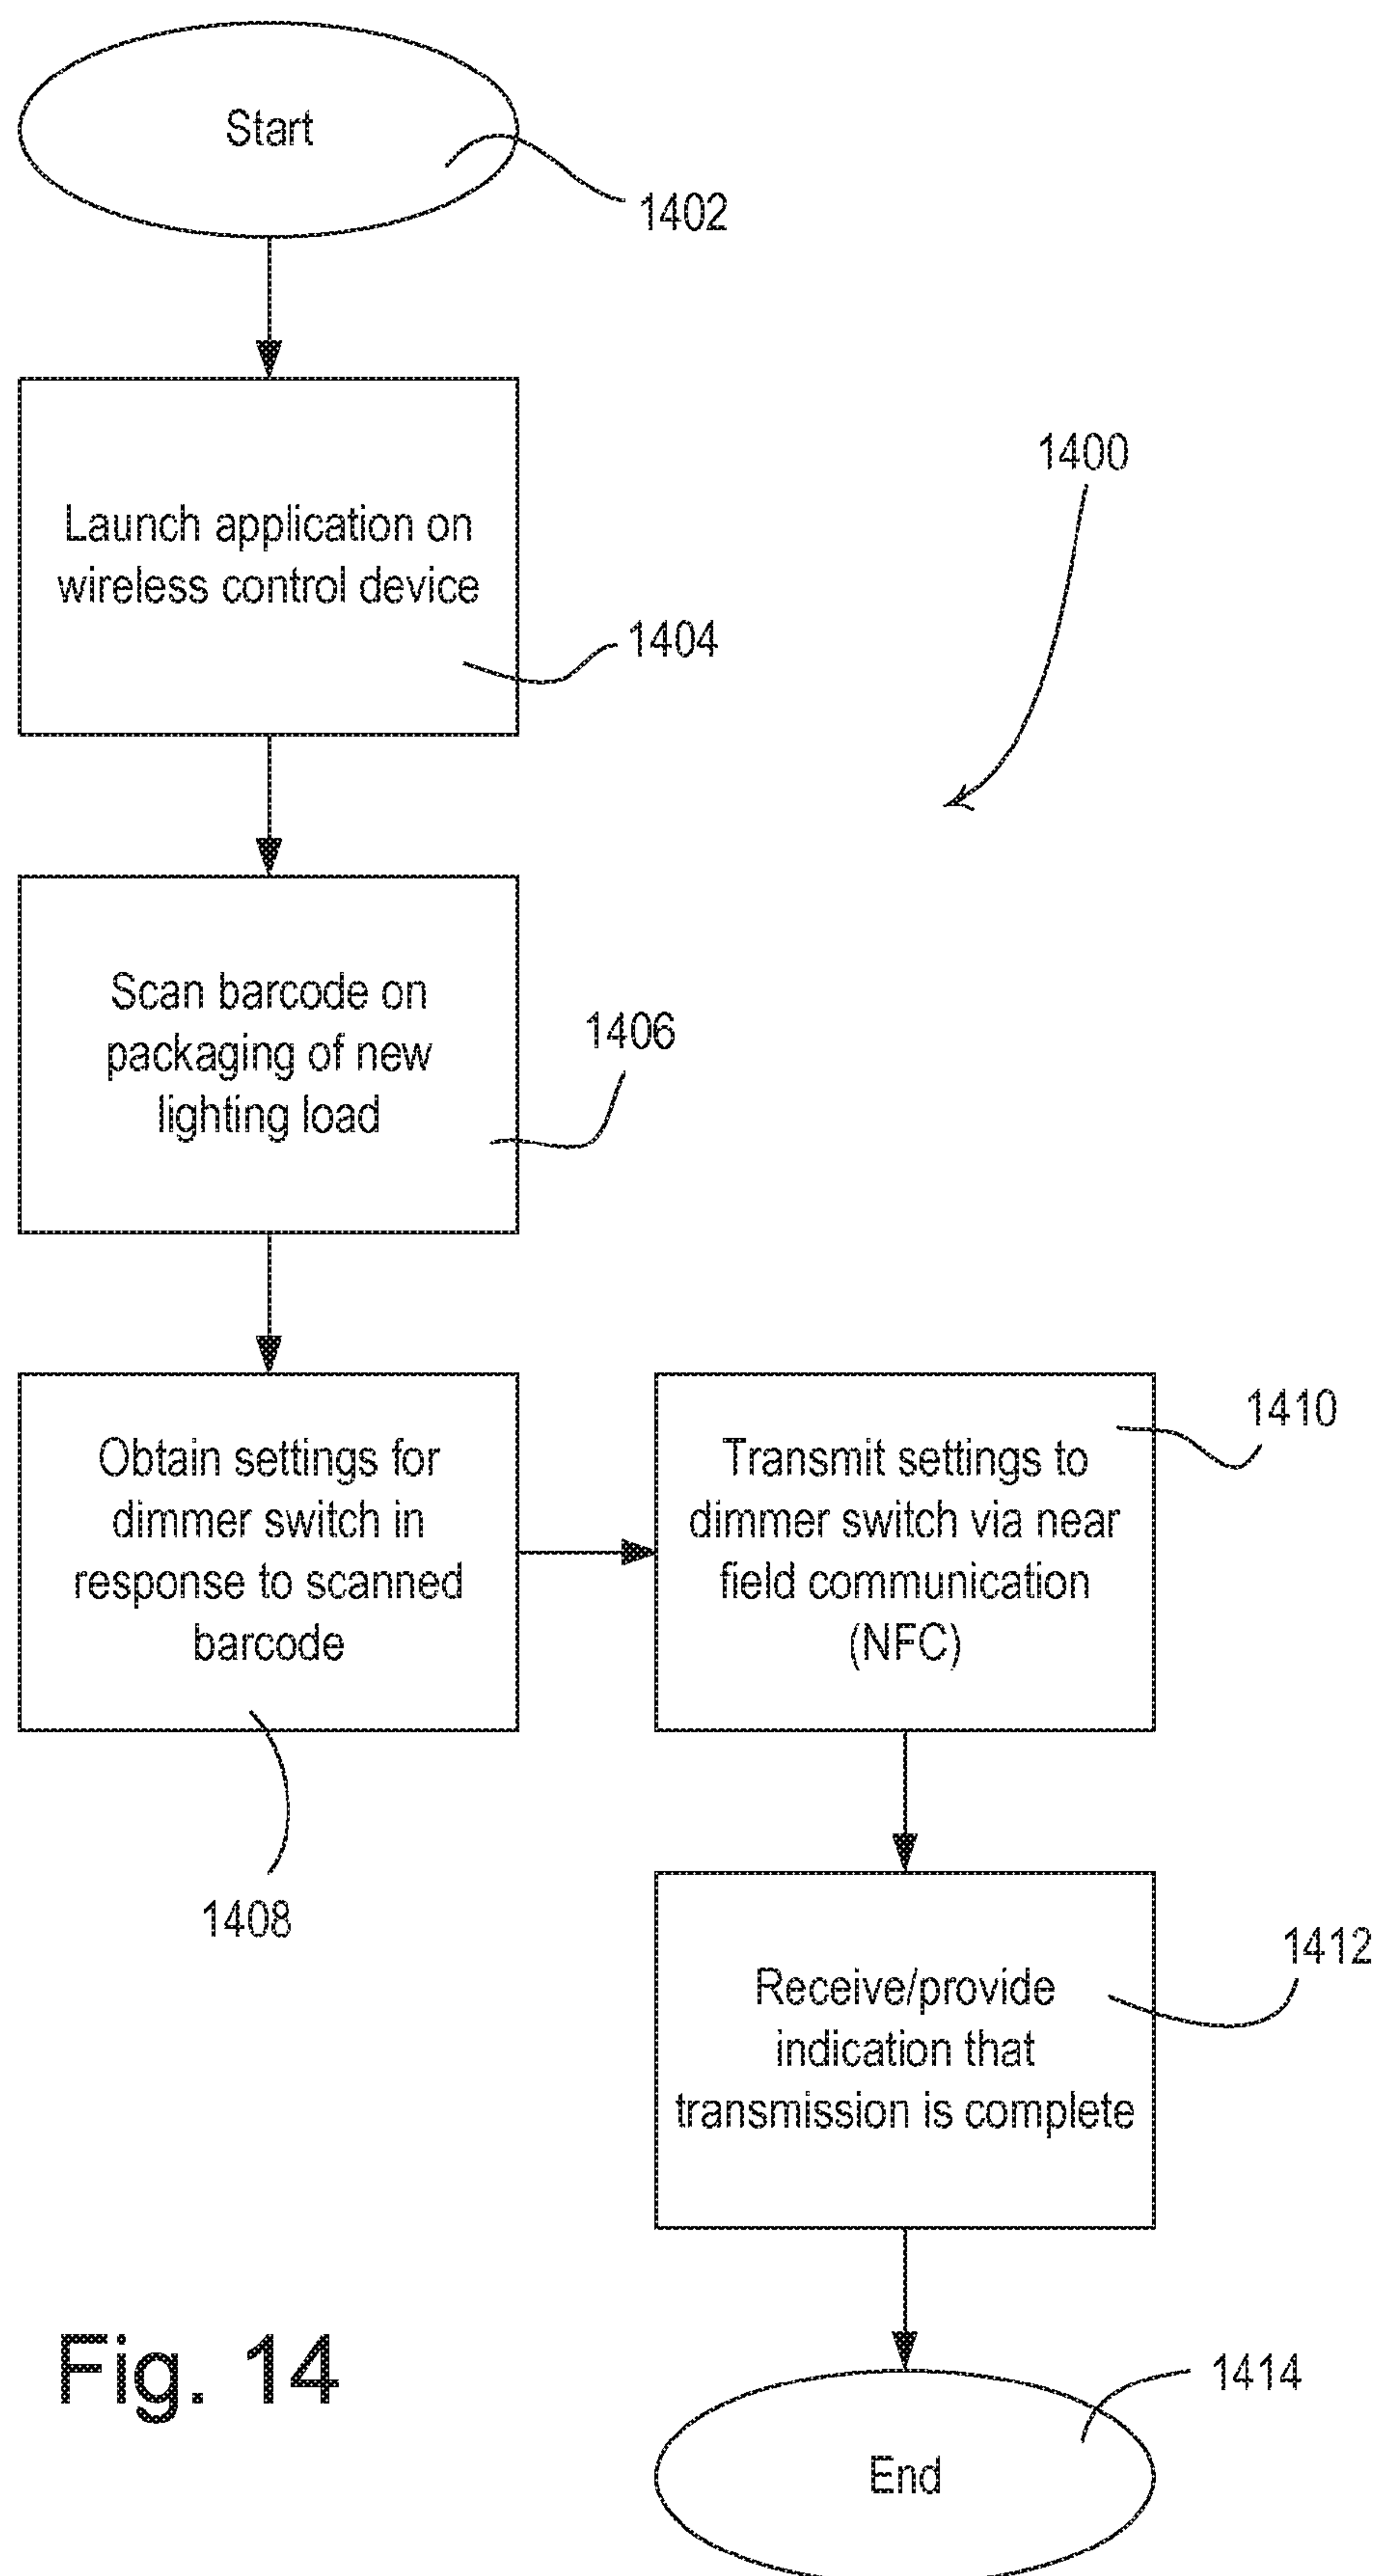 Start
1402
1400
Launch application on
wireless control device
1404
Scan barcode on
packaging of new
lighting load
1406
Obtain settings for
dimmer switch in
response to scanned
barcode
1408
Transmit settings to
dimmer switch via near
field communication
(NFC)
1410
Receive/provide
indication that
transmission is complete
1412
End
1414
Fig. 14